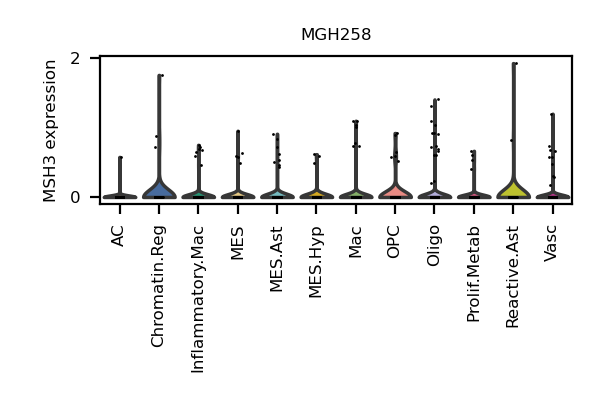 MGH258
MSH3 expression
2
0
AC
Chromatin.Reg
Inflammatory.Mac
MES
MES.Ast
MES.Hyp
Mac
OPC
Oligo
Prolif.Metab
Reactive.Ast
Vasc